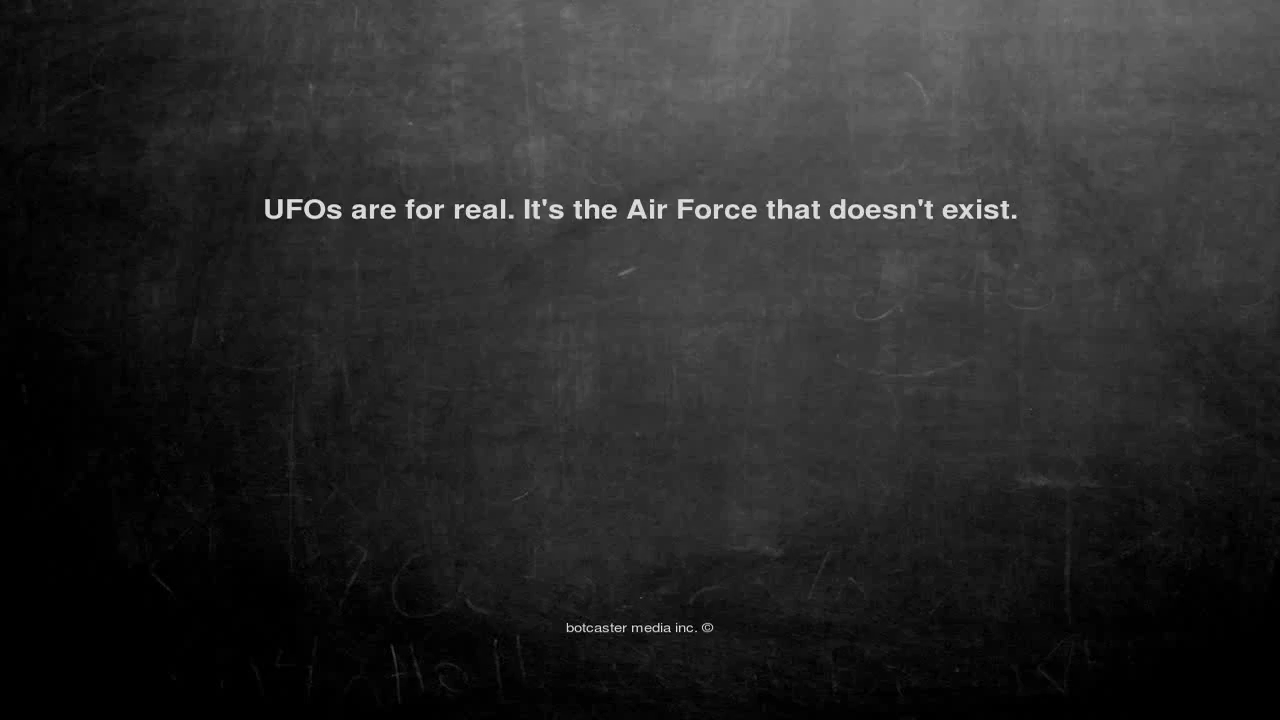 UFOs are for real. It's the Air Force that doesn't exist.
botcaster media inc. ©